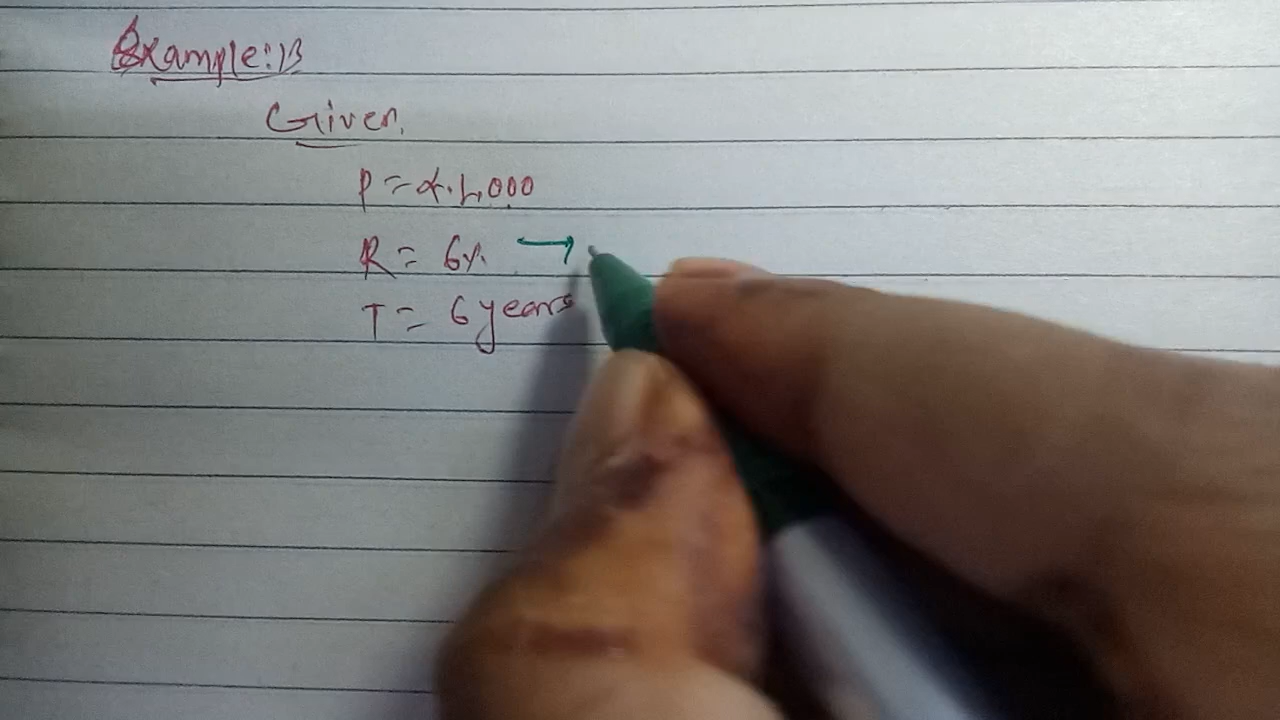 Example:13
Given,
P = ₹.1,000
R = 6% →
T = 6 years